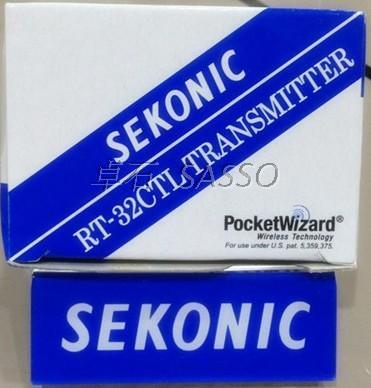 SEKONIC
RT-32CTL TRANSMITTER
卓石 SASSO
PocketWizard®
Wireless Technology
For use under U.S. pat. 5,359,375.
SEKONIC